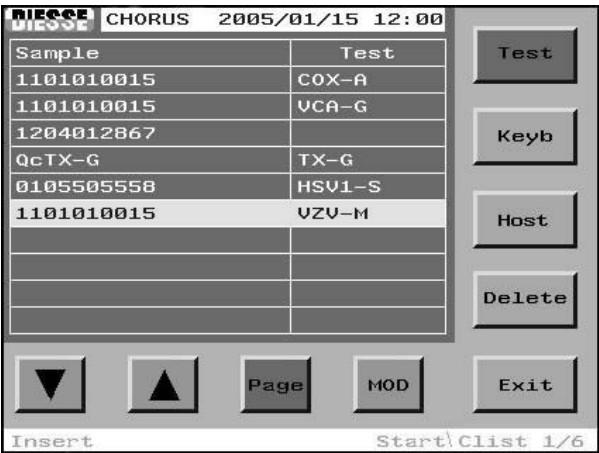 DIESSE CHORUS 2005/01/15 12:00
Sample Test
1101010015 COX-A
1101010015 VCA-G
1204012867
QcTX-G TX-G
0105505558 HSV1-S
1101010015 VZV-M
Test
Keyb
Host
Delete
Page MOD Exit
Insert Start\Clist 1/6